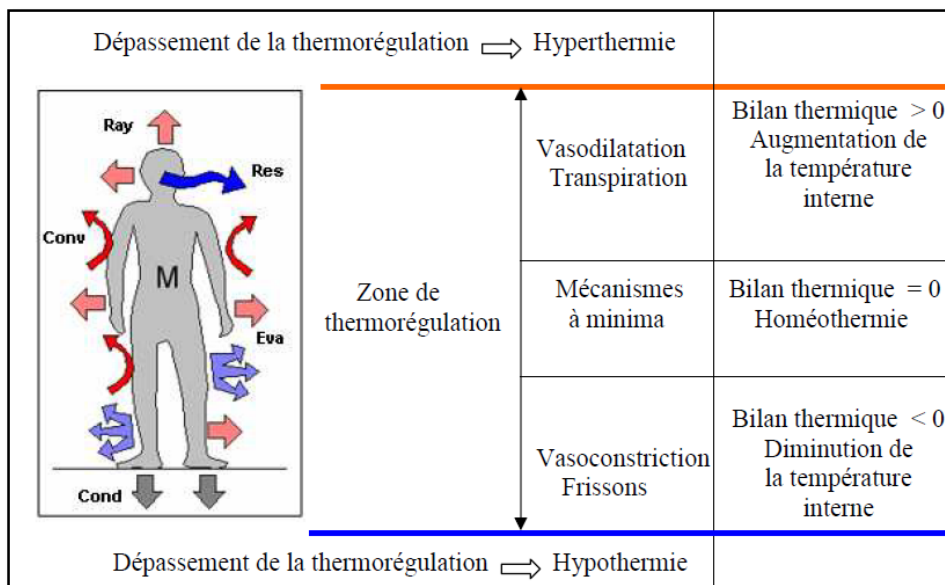 Dépassement de la thermorégulation ⇨ Hyperthermie
Ray
Res
Conv
M
Eva
Cond
Zone de
thermorégulation
Vasodilatation
Transpiration
Bilan thermique > 0
Augmentation de
la température
interne
Mécanismes
à minima
Bilan thermique = 0
Homéothermie
Vasoconstriction
Frissons
Bilan thermique < 0
Diminution de
la température
interne
Dépassement de la thermorégulation ⇨ Hypothermie